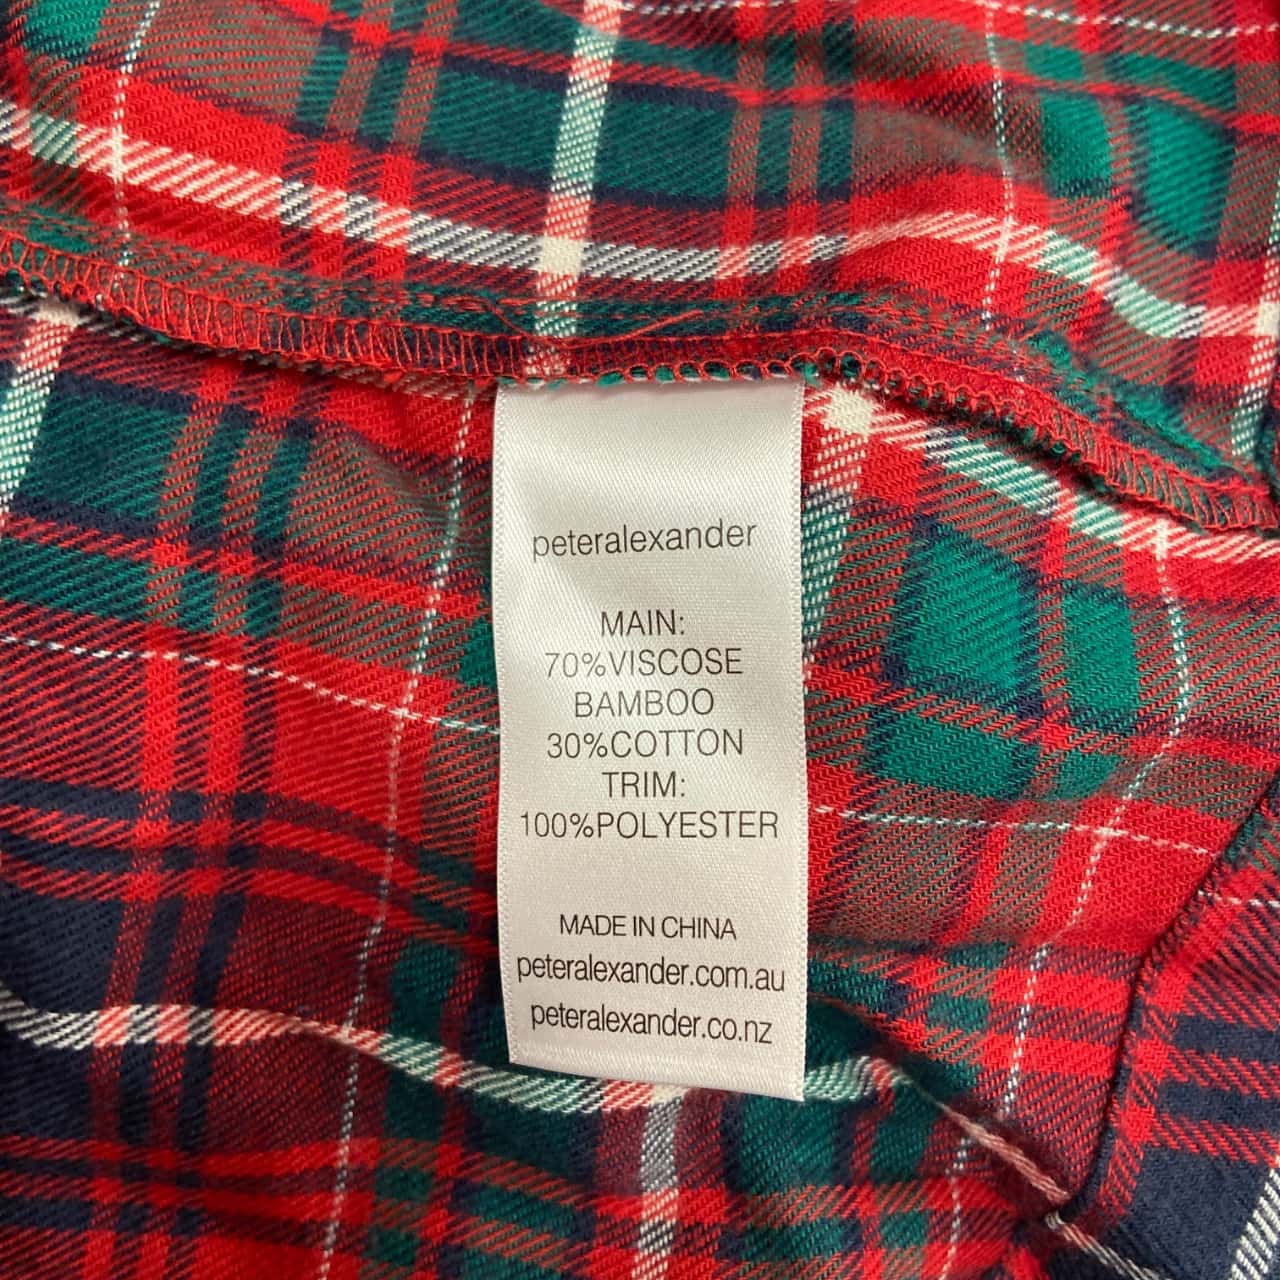 peteralexander
MAIN:
70%VISCOSE
BAMBOO
30%COTTON
TRIM:
100%POLYESTER
MADE IN CHINA
peteralexander.com.au
peteralexander.co.nz